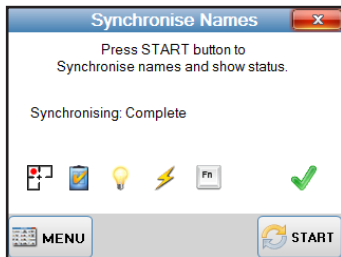 Synchronise Names
Press START button to
Synchronise names and show status.
Synchronising: Complete
Fn
MENU
START